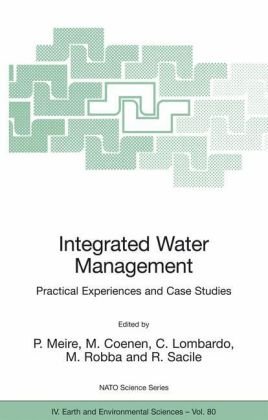 Integrated Water
Management
Practical Experiences and Case Studies
Edited by
P. Meire, M. Coenen, C. Lombardo,
M. Robba and R. Sacile
NATO Science Series
IV. Earth and Environmental Sciences – Vol. 80